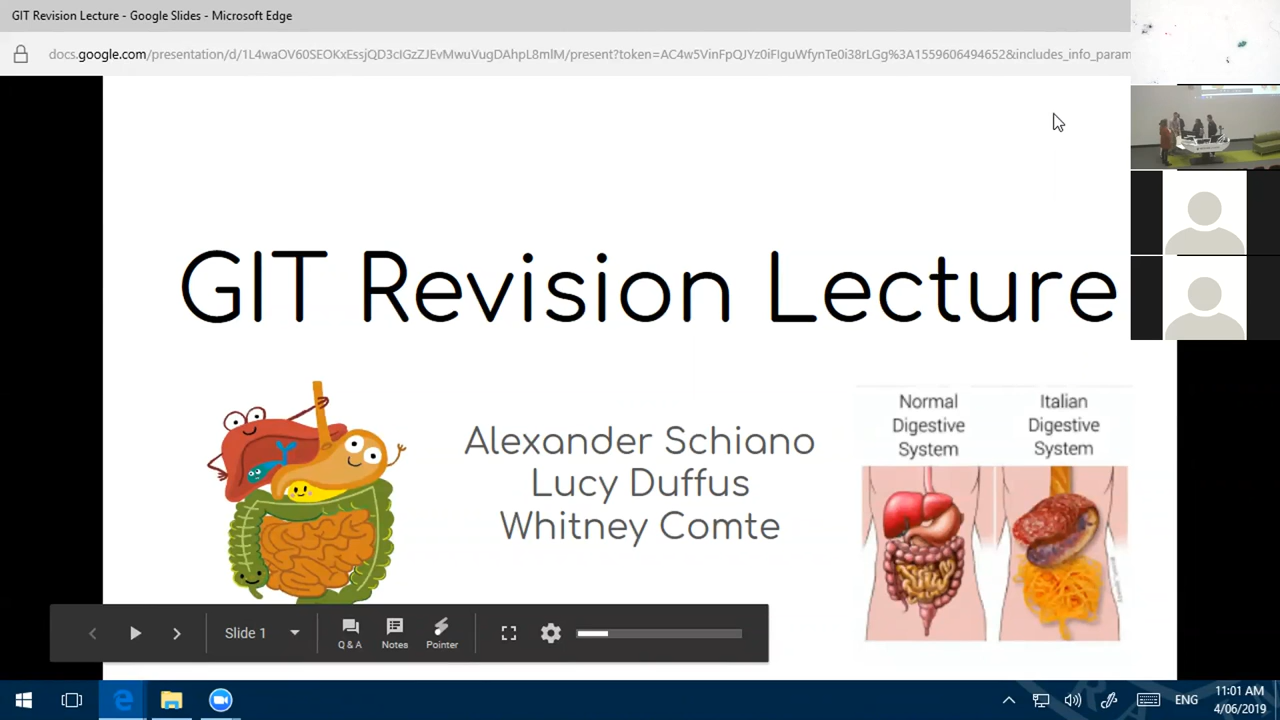 GIT Revision Lecture - Google Slides - Microsoft Edge
docs.google.com/presentation/d/1L4waOV60SEOKxEssjQD3cIGzZJEvMwuVugDAhpL8mlM/present?token=AC4w5VinFpQJYz0iFIguWfynTe0i38rLGg%3A1559606494652&includes_info_param
GIT Revision Lecture
Alexander Schiano
Lucy Duffus
Whitney Comte
Normal
Digestive
System
Italian
Digestive
System
Slide 1
Q & A
Notes
Pointer
ENG
11:01 AM
4/06/2019